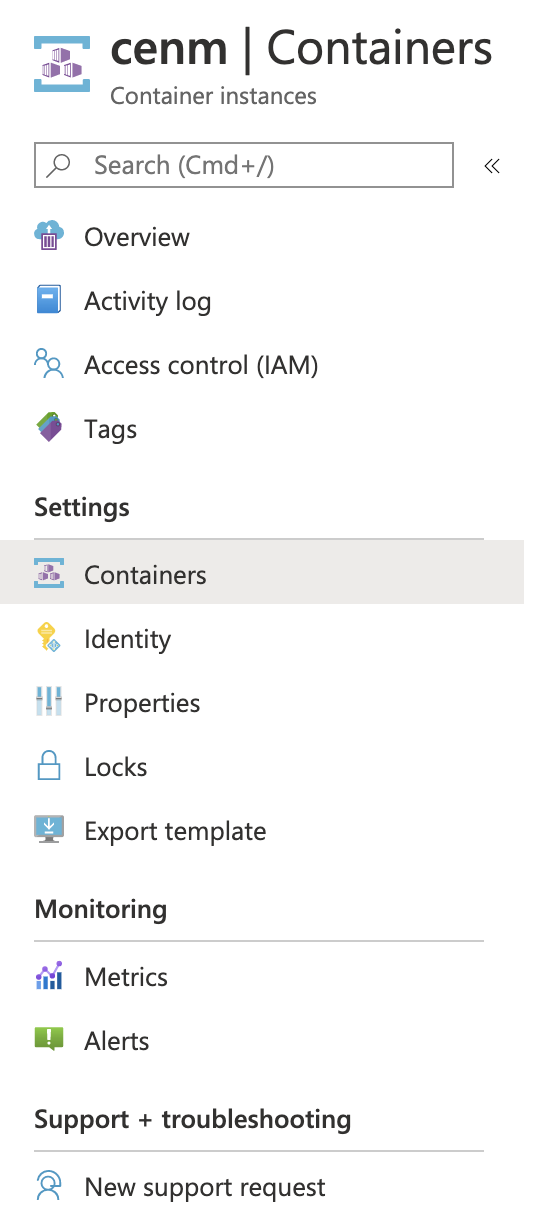 cenm | Containers
Container instances
Search (Cmd+/)
«
Overview
Activity log
Access control (IAM)
Tags
Settings
Containers
Identity
Properties
Locks
Export template
Monitoring
Metrics
Alerts
Support + troubleshooting
New support request